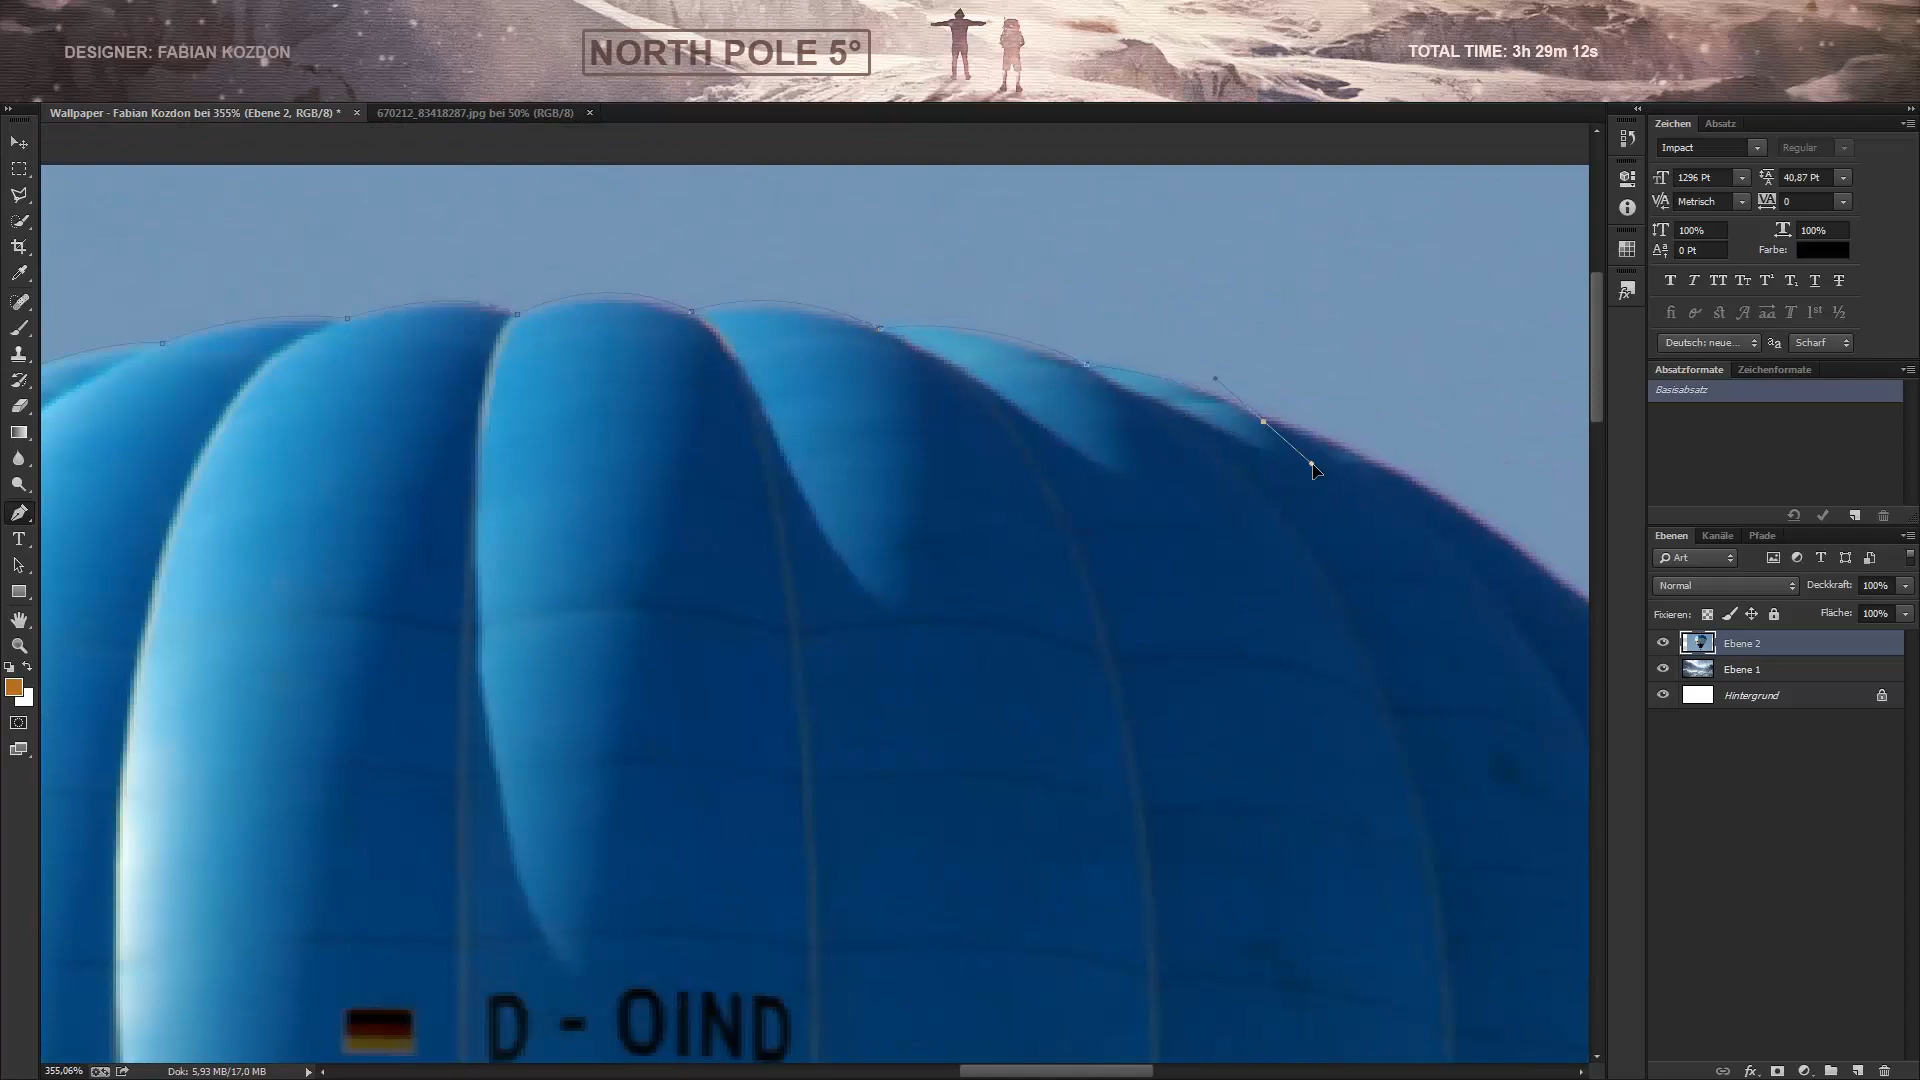 DESIGNER: FABIAN KOZDON
NORTH POLE 5°
TOTAL TIME: 3h 29m 12s
Wallpaper - Fabian Kozdon bei 355% (Ebene 2, RGB/8) *
670212_83418287.jpg bei 50% (RGB/8)
Zeichen Absatz
Impact Regular
1296 Pt 40,87 Pt
Metrisch 0
100% 100%
0 Pt Farbe:
Deutsch: neue... Scharf
Absatzformate Zeichenformate
Basisabsatz
Ebenen Kanäle Pfade
Art
Normal Deckkraft: 100%
Fixieren: Fläche: 100%
Ebene 2
Ebene 1
Hintergrund
D - OIND
355,06% Dok: 5,93 MB/17,0 MB